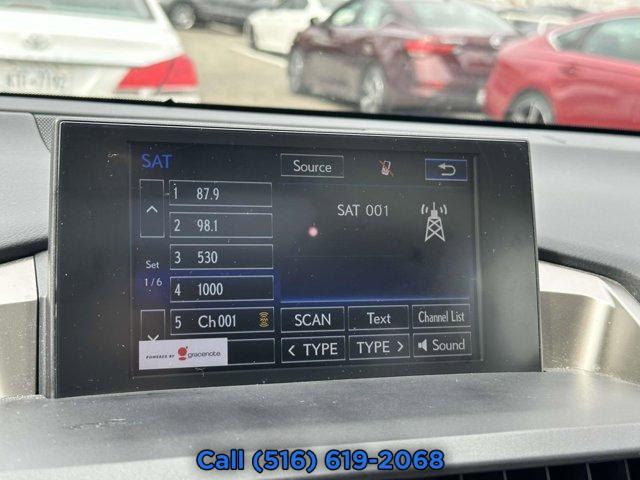 SAT
Source
1 87.9
2 98.1
3 530
4 1000
5 Ch 001
Set
1/6
SAT 001
SCAN
Text
Channel List
< TYPE
TYPE >
Sound
POWERED BY gracenote.
Call (516) 619-2068